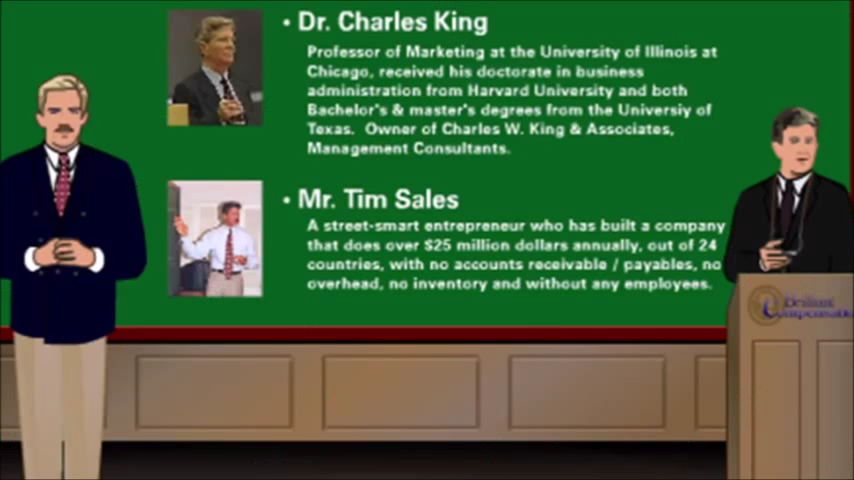 • Dr. Charles King
Professor of Marketing at the University of Illinois at
Chicago, received his doctorate in business
administration from Harvard University and both
Bachelor's & master's degrees from the Universiy of
Texas. Owner of Charles W. King & Associates,
Management Consultants.
• Mr. Tim Sales
A street-smart entrepreneur who has built a company
that does over $25 million dollars annually, out of 24
countries, with no accounts receivable / payables, no
overhead, no inventory and without any employees.
Brilliant
Compensation